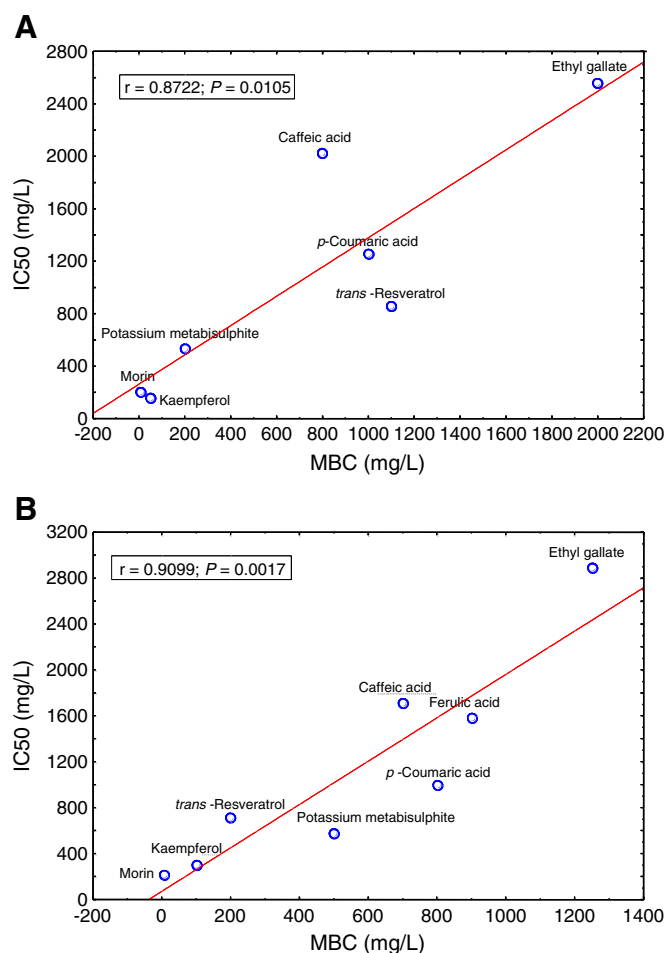 A
2800
2400
2000
1600
1200
800
400
0
IC50 (mg/L)
r = 0.8722; P = 0.0105
Ethyl gallate
Caffeic acid
p-Coumaric acid
trans -Resveratrol
Potassium metabisulphite
Morin
Kaempferol
-200 0 200 400 600 800 1000 1200 1400 1600 1800 2000 2200
MBC (mg/L)
B
3200
2800
2400
2000
1600
1200
800
400
0
IC50 (mg/L)
r = 0.9099; P = 0.0017
Ethyl gallate
Caffeic acid
Ferulic acid
p -Coumaric acid
trans -Resveratrol
Potassium metabisulphite
Kaempferol
Morin
-200 0 200 400 600 800 1000 1200 1400
MBC (mg/L)